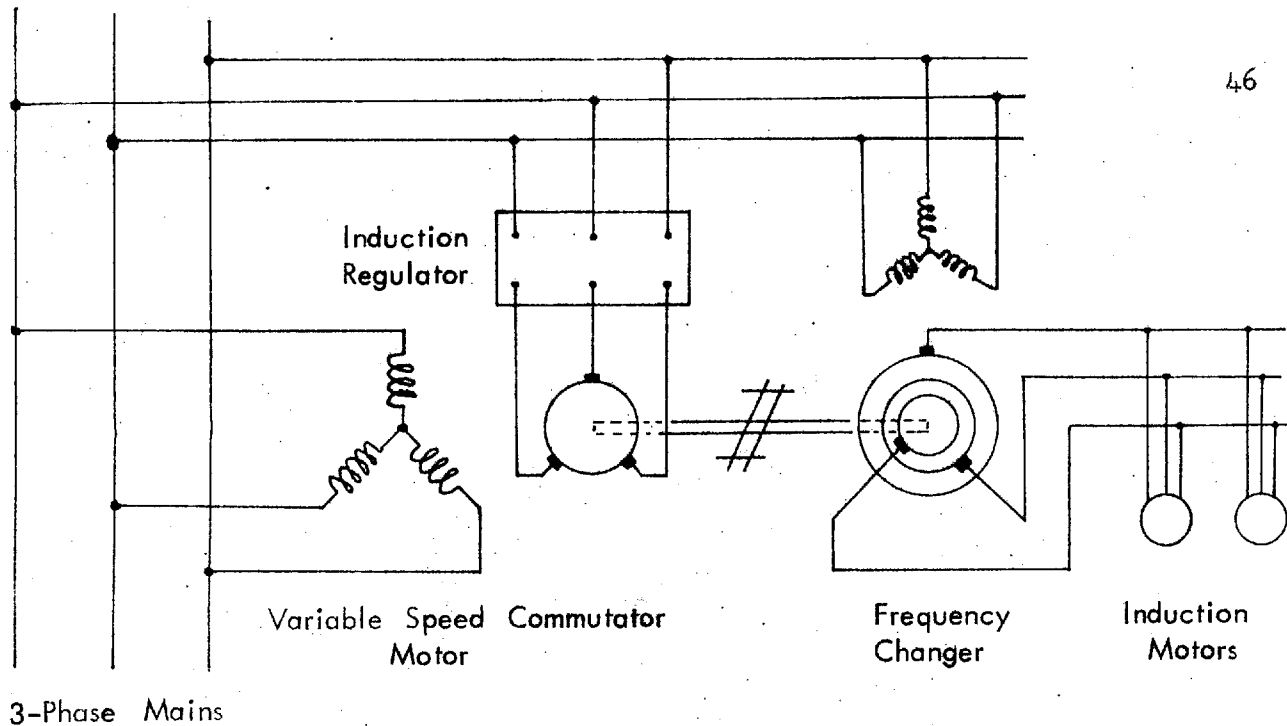 46
Induction
Regulator
Variable Speed Commutator
Motor
Frequency
Changer
Induction
Motors
3-Phase Mains